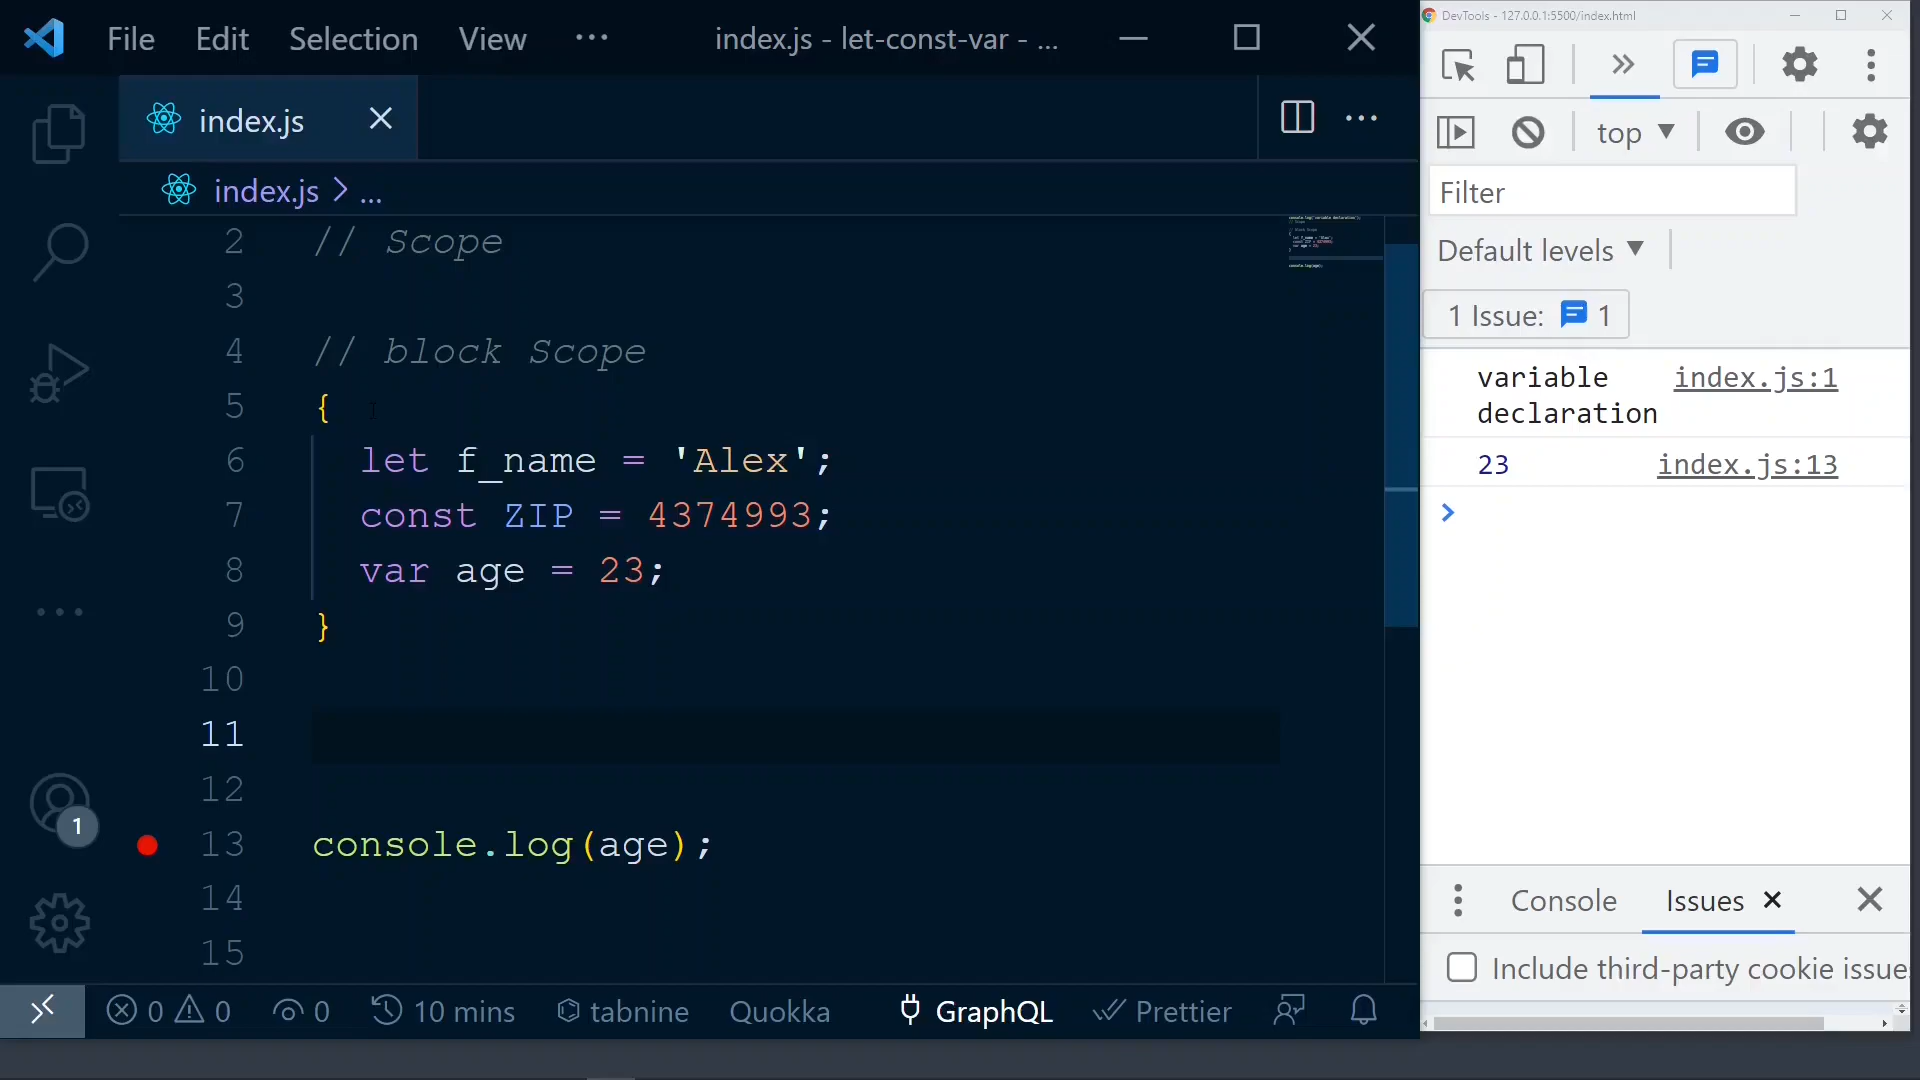 File Edit Selection View ··· index.js - let-const-var - ...
index.js
index.js > ...
2 // Scope
3
4 // block Scope
5 {
6 let f_name = 'Alex';
7 const ZIP = 4374993;
8 var age = 23;
9 }
10
11
12
13 console.log(age);
14
15
1
0 0 0 10 mins tabnine Quokka GraphQL Prettier
DevTools - 127.0.0.1:5500/index.html
top
Filter
Default levels
1 Issue: 1
variable index.js:1
declaration
23 index.js:13
Console Issues
Include third-party cookie issue